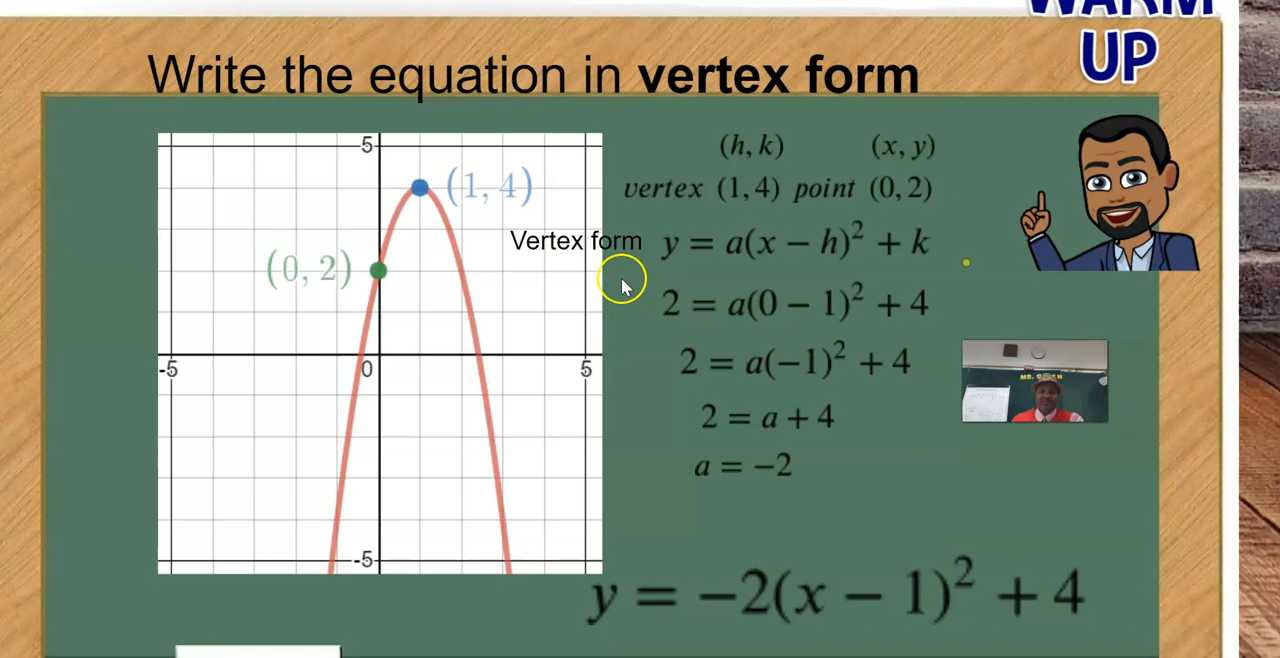 WARM
UP
Write the equation in vertex form
5
(1, 4)
(0, 2)
-5
0
5
-5
(h, k) (x, y)
vertex (1, 4) point (0, 2)
Vertex form y = a(x − h)² + k
2 = a(0 − 1)² + 4
2 = a(−1)² + 4
2 = a + 4
a = −2
y = −2(x − 1)² + 4